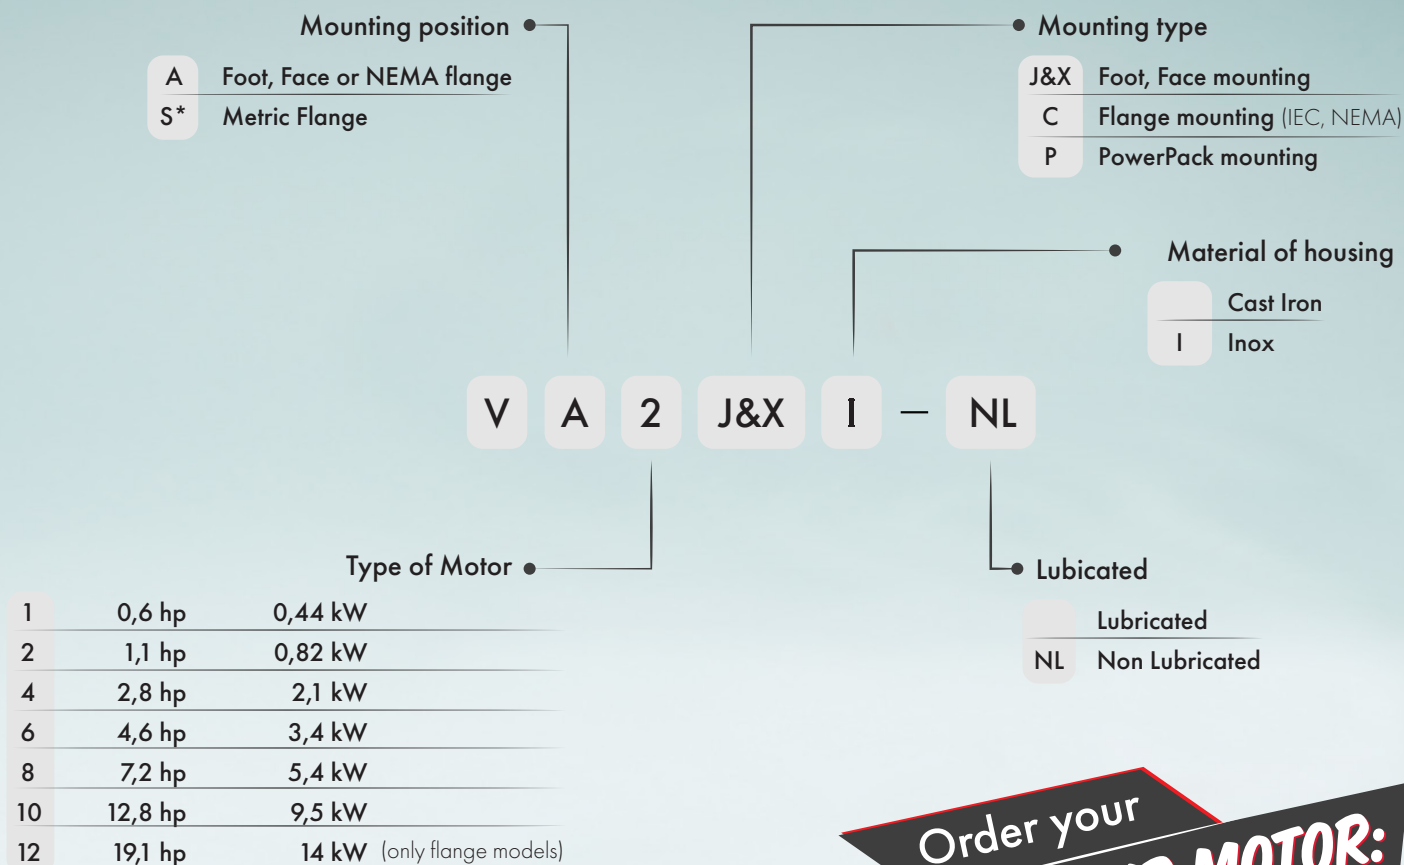 Mounting position
A Foot, Face or NEMA flange
S* Metric Flange
Mounting type
J&X Foot, Face mounting
C Flange mounting (IEC, NEMA)
P PowerPack mounting
Material of housing
Cast Iron
I Inox
V A 2 J&X I – NL
Type of Motor
1 0,6 hp 0,44 kW
2 1,1 hp 0,82 kW
4 2,8 hp 2,1 kW
6 4,6 hp 3,4 kW
8 7,2 hp 5,4 kW
10 12,8 hp 9,5 kW
12 19,1 hp 14 kW (only flange models)
Lubicated
Lubricated
NL Non Lubricated
Order your
MOTOR: